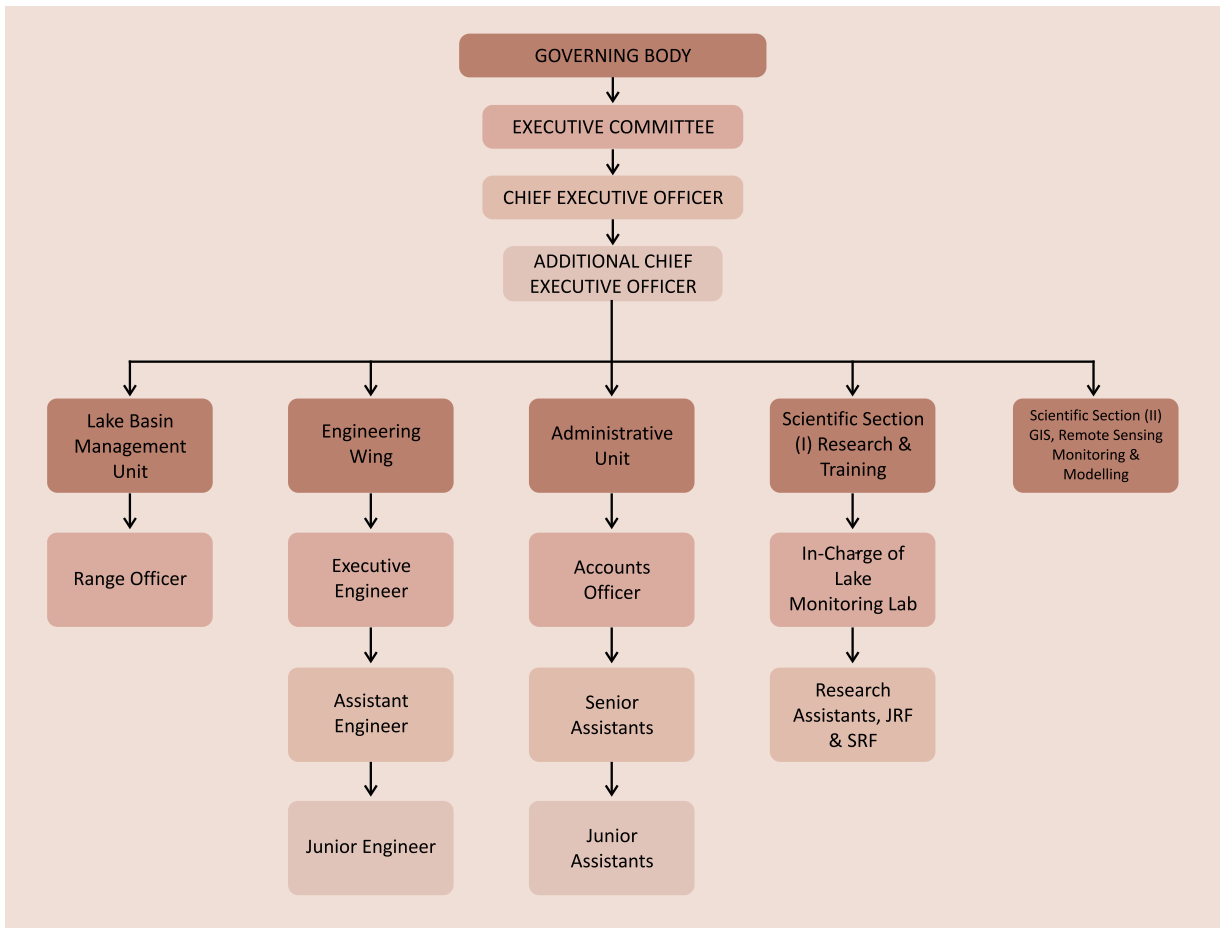 GOVERNING BODY
EXECUTIVE COMMITTEE
CHIEF EXECUTIVE OFFICER
ADDITIONAL CHIEF
EXECUTIVE OFFICER
Lake Basin
Management
Unit
Engineering
Wing
Administrative
Unit
Scientific Section
(I) Research &
Training
Scientific Section (II)
GIS, Remote Sensing
Monitoring &
Modelling
Range Officer
Executive
Engineer
Accounts
Officer
In-Charge of
Lake
Monitoring Lab
Assistant
Engineer
Senior
Assistants
Research
Assistants, JRF
& SRF
Junior Engineer
Junior
Assistants